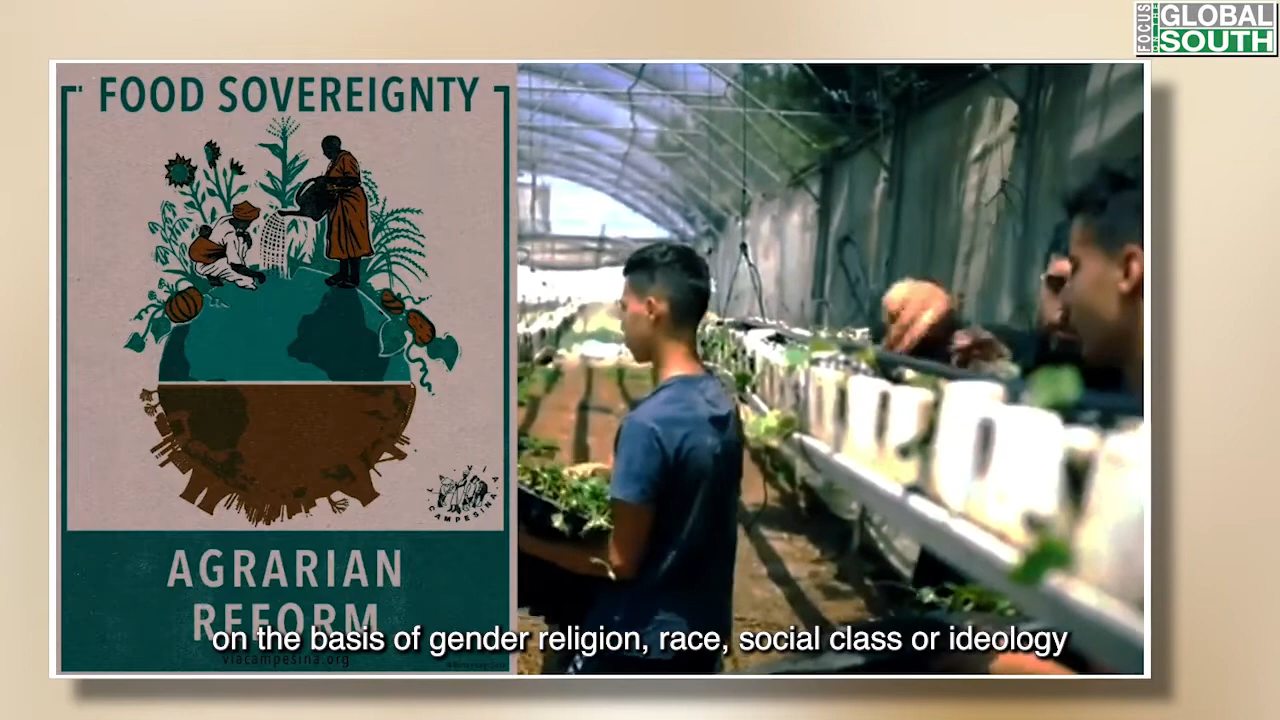 FOCUS
ON THE
GLOBAL
SOUTH
FOOD SOVEREIGNTY
VIA
CAMPESINA
AGRARIAN
REFORM
viacampesina.org
on the basis of gender religion, race, social class or ideology